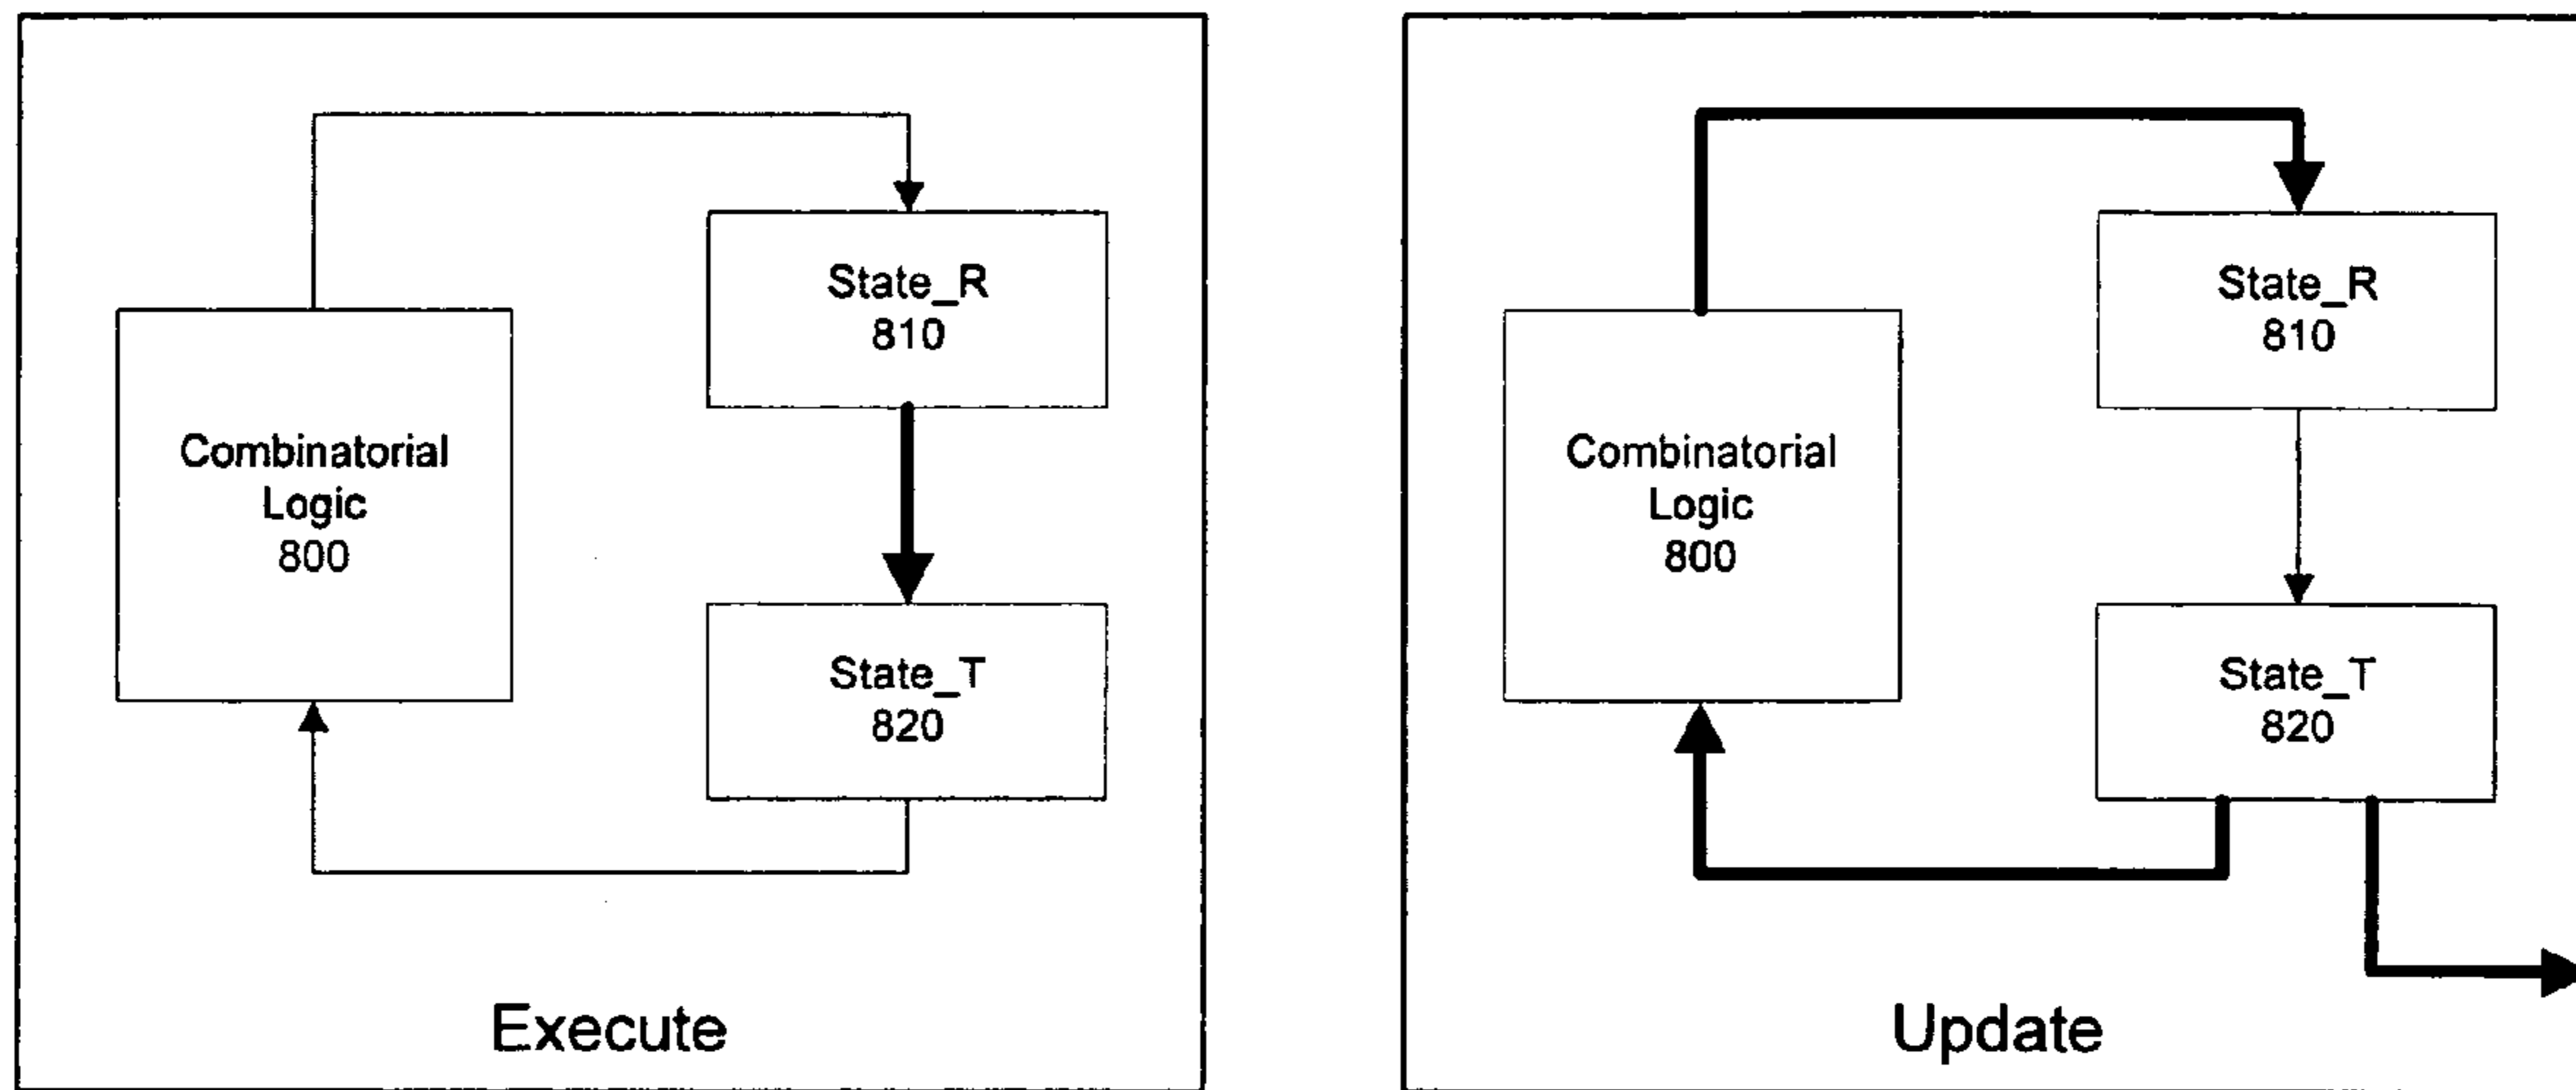 State_R
810
Combinatorial
Logic
800
State_T
820
Execute
State_R
810
Combinatorial
Logic
800
State_T
820
Update